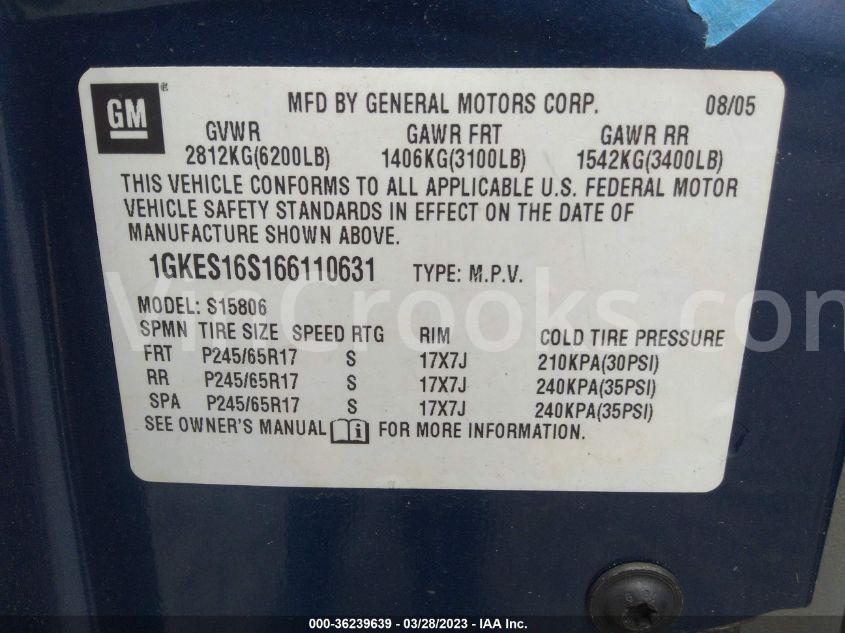 GM ®
MFD BY GENERAL MOTORS CORP. 08/05
GVWR GAWR FRT GAWR RR
2812KG(6200LB) 1406KG(3100LB) 1542KG(3400LB)
THIS VEHICLE CONFORMS TO ALL APPLICABLE U.S. FEDERAL MOTOR
VEHICLE SAFETY STANDARDS IN EFFECT ON THE DATE OF
MANUFACTURE SHOWN ABOVE.
1GKES16S166110631 TYPE: M.P.V.
VinCrooks.com
MODEL: S15806
SPMN TIRE SIZE SPEED RTG RIM COLD TIRE PRESSURE
FRT P245/65R17 S 17X7J 210KPA(30PSI)
RR P245/65R17 S 17X7J 240KPA(35PSI)
SPA P245/65R17 S 17X7J 240KPA(35PSI)
SEE OWNER'S MANUAL i FOR MORE INFORMATION.
000-36239639 - 03/28/2023 - IAA Inc.